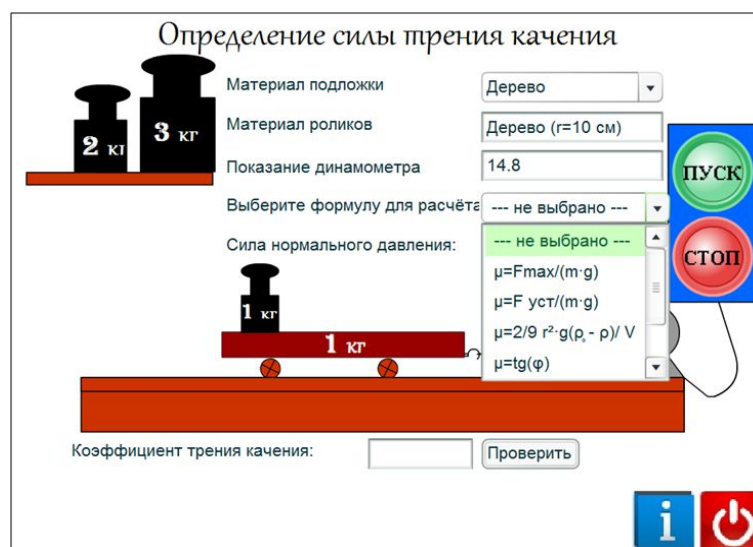 Определение силы трения качения
Материал подложки
Дерево
Материал роликов
Дерево (r=10 см)
Показание динамометра
14.8
Выберите формулу для расчёта
--- не выбрано ---
Сила нормального давления:
--- не выбрано ---
μ=Fmax/(m·g)
μ=F уст/(m·g)
μ=2/9 r²·g(ρ₀ - ρ)/ V
μ=tg(φ)
2 кг
3 кг
ПУСК
СТОП
1 кг
1 кг
Коэффициент трения качения:
Проверить
i